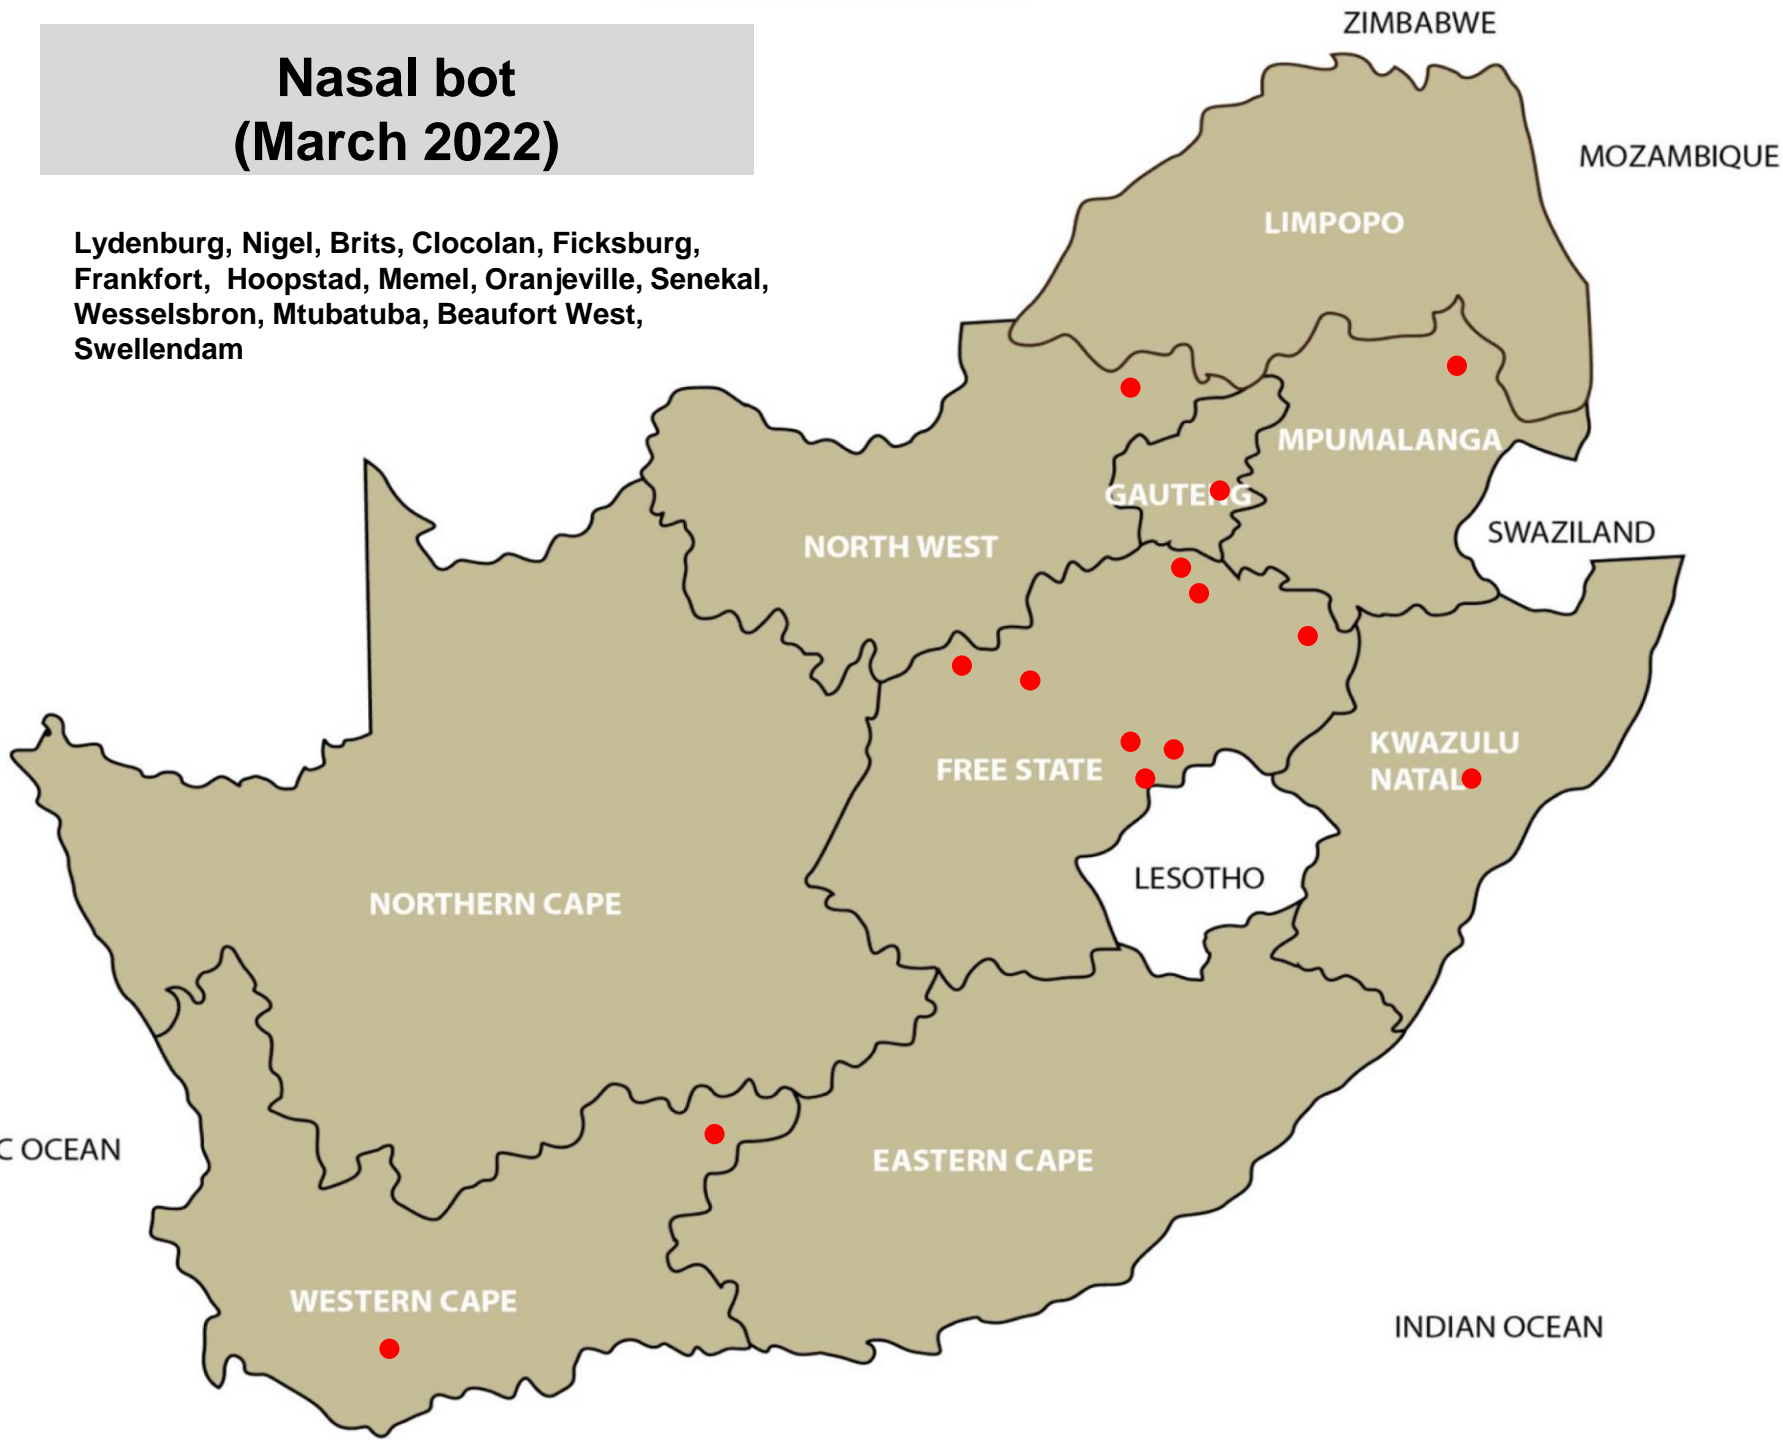 Nasal bot
(March 2022)
Lydenburg, Nigel, Brits, Clocolan, Ficksburg,
Frankfort, Hoopstad, Memel, Oranjeville, Senekal,
Wesselsbron, Mtubatuba, Beaufort West,
Swellendam
ZIMBABWE
MOZAMBIQUE
LIMPOPO
MPUMALANGA
GAUTENG
SWAZILAND
NORTH WEST
KWAZULU
NATAL
FREE STATE
LESOTHO
NORTHERN CAPE
C OCEAN
EASTERN CAPE
WESTERN CAPE
INDIAN OCEAN